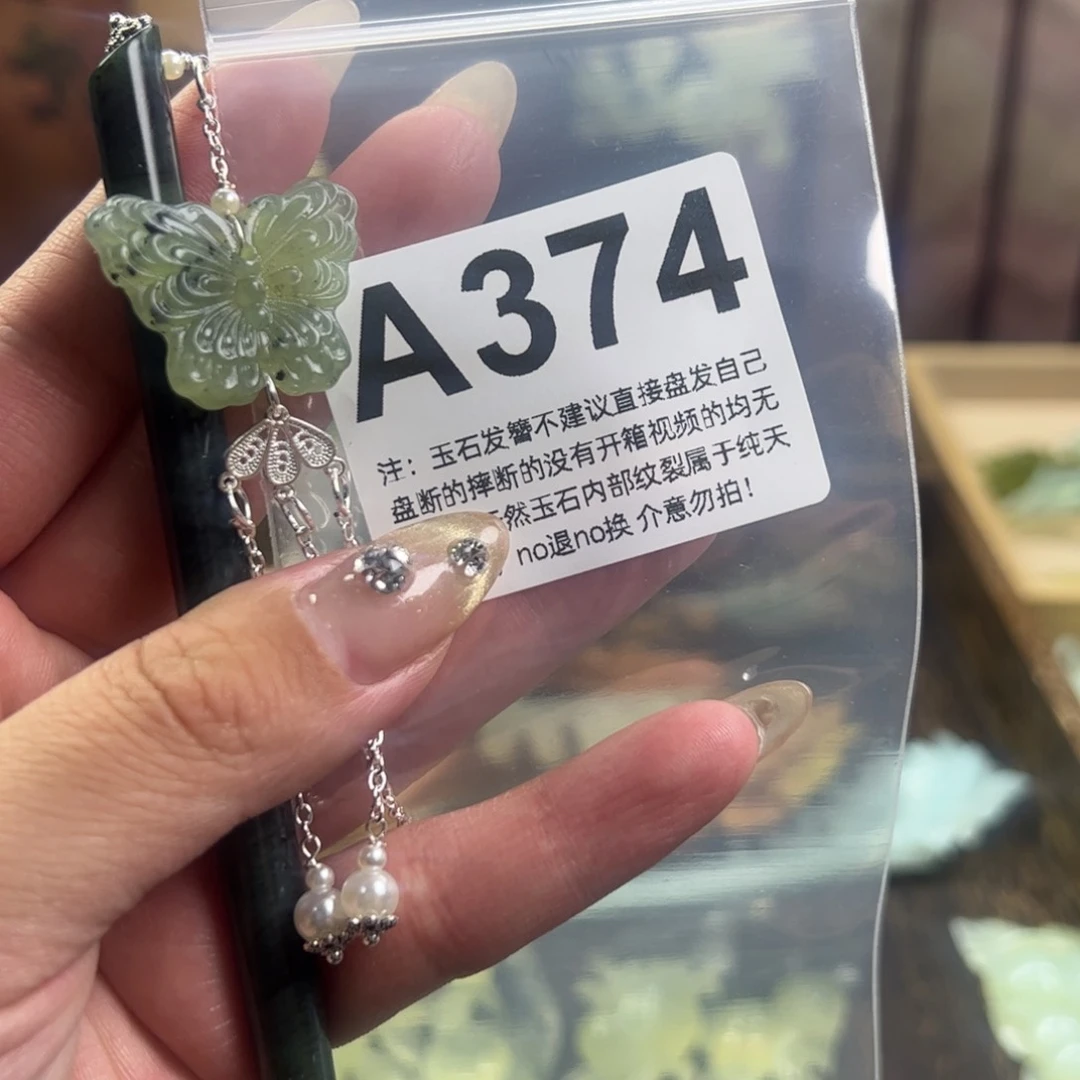 A374
注：玉石发簪不建议直接盘发自己
盘断的摔断的没有开箱视频的均无
然玉石内部纹裂属于纯天
no退no换 介意勿拍！